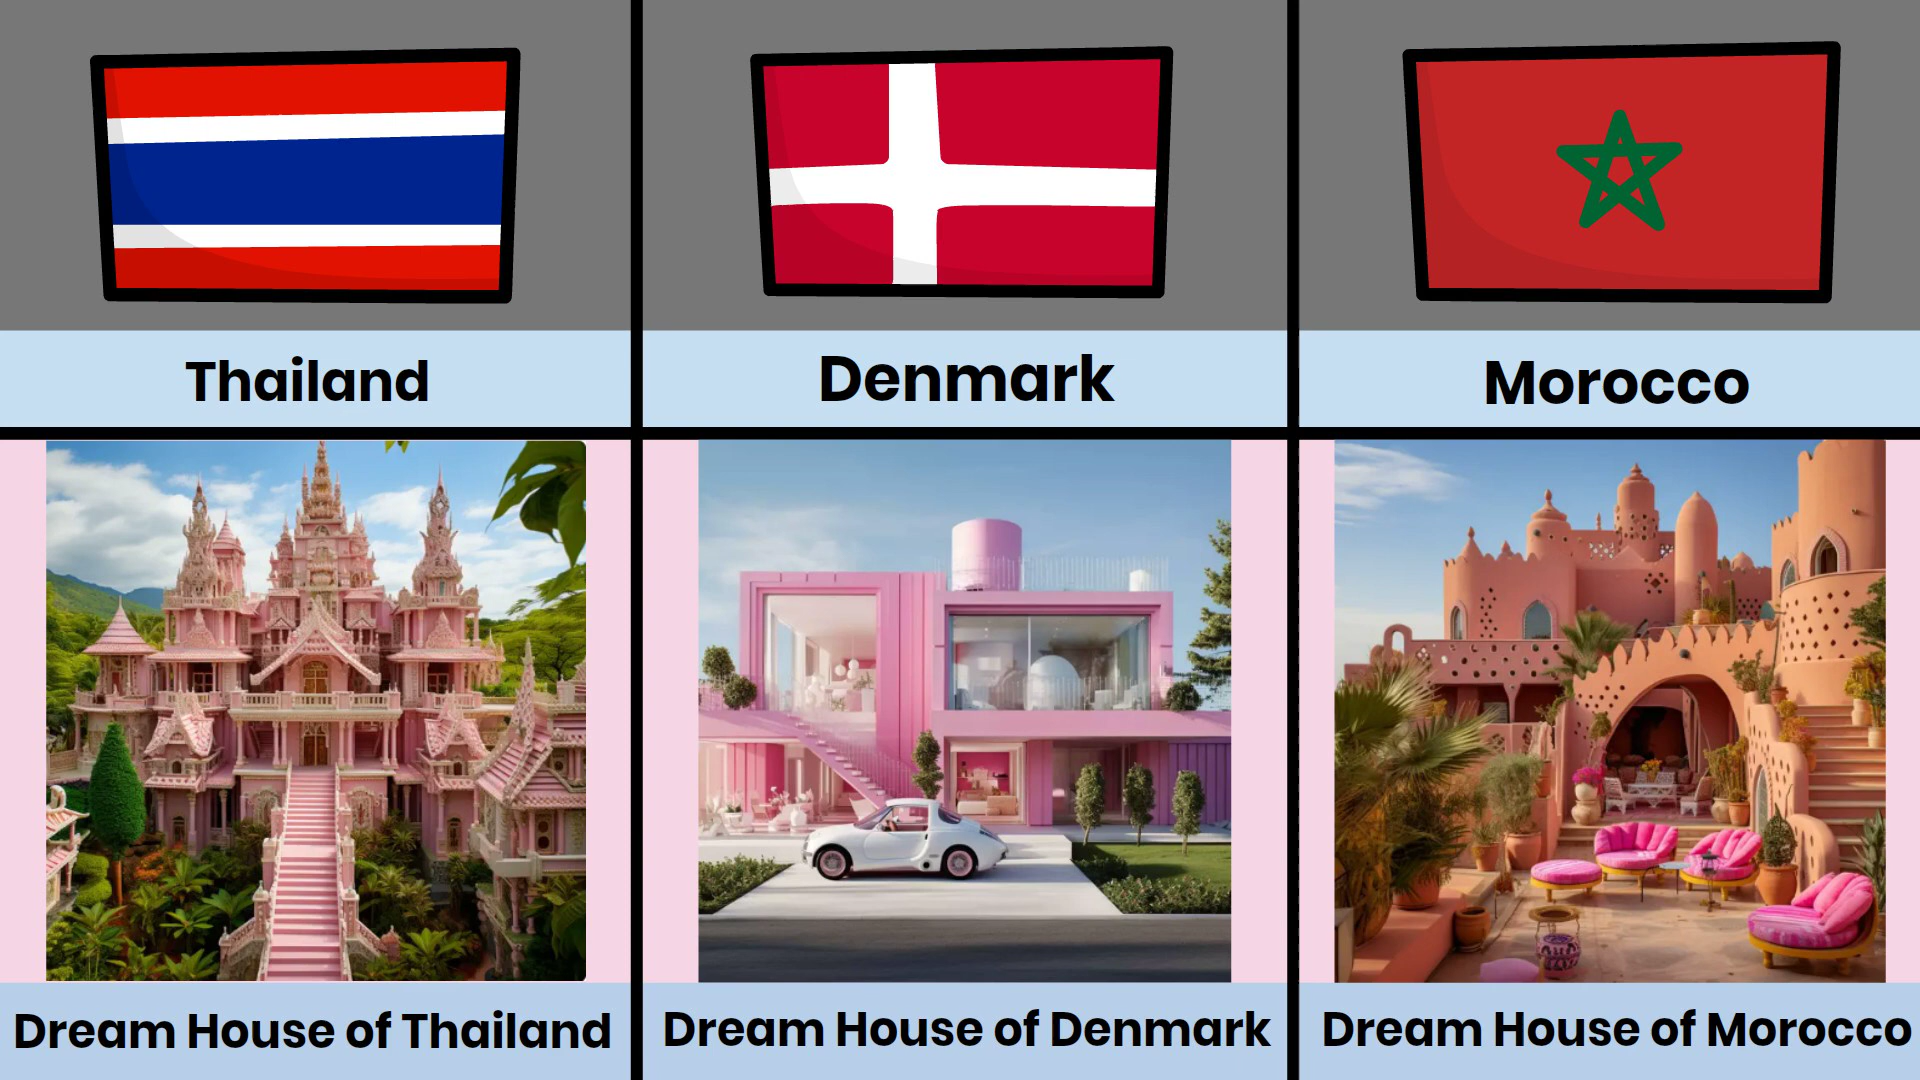 Thailand
Denmark
Morocco
Dream House of Thailand
Dream House of Denmark
Dream House of Morocco